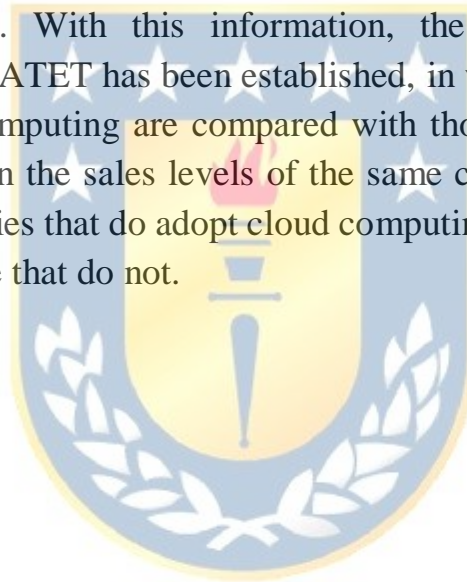 . With this information, the
ATET has been established, in
mputing are compared with tho
n the sales levels of the same c
ies that do adopt cloud computin
that do not.